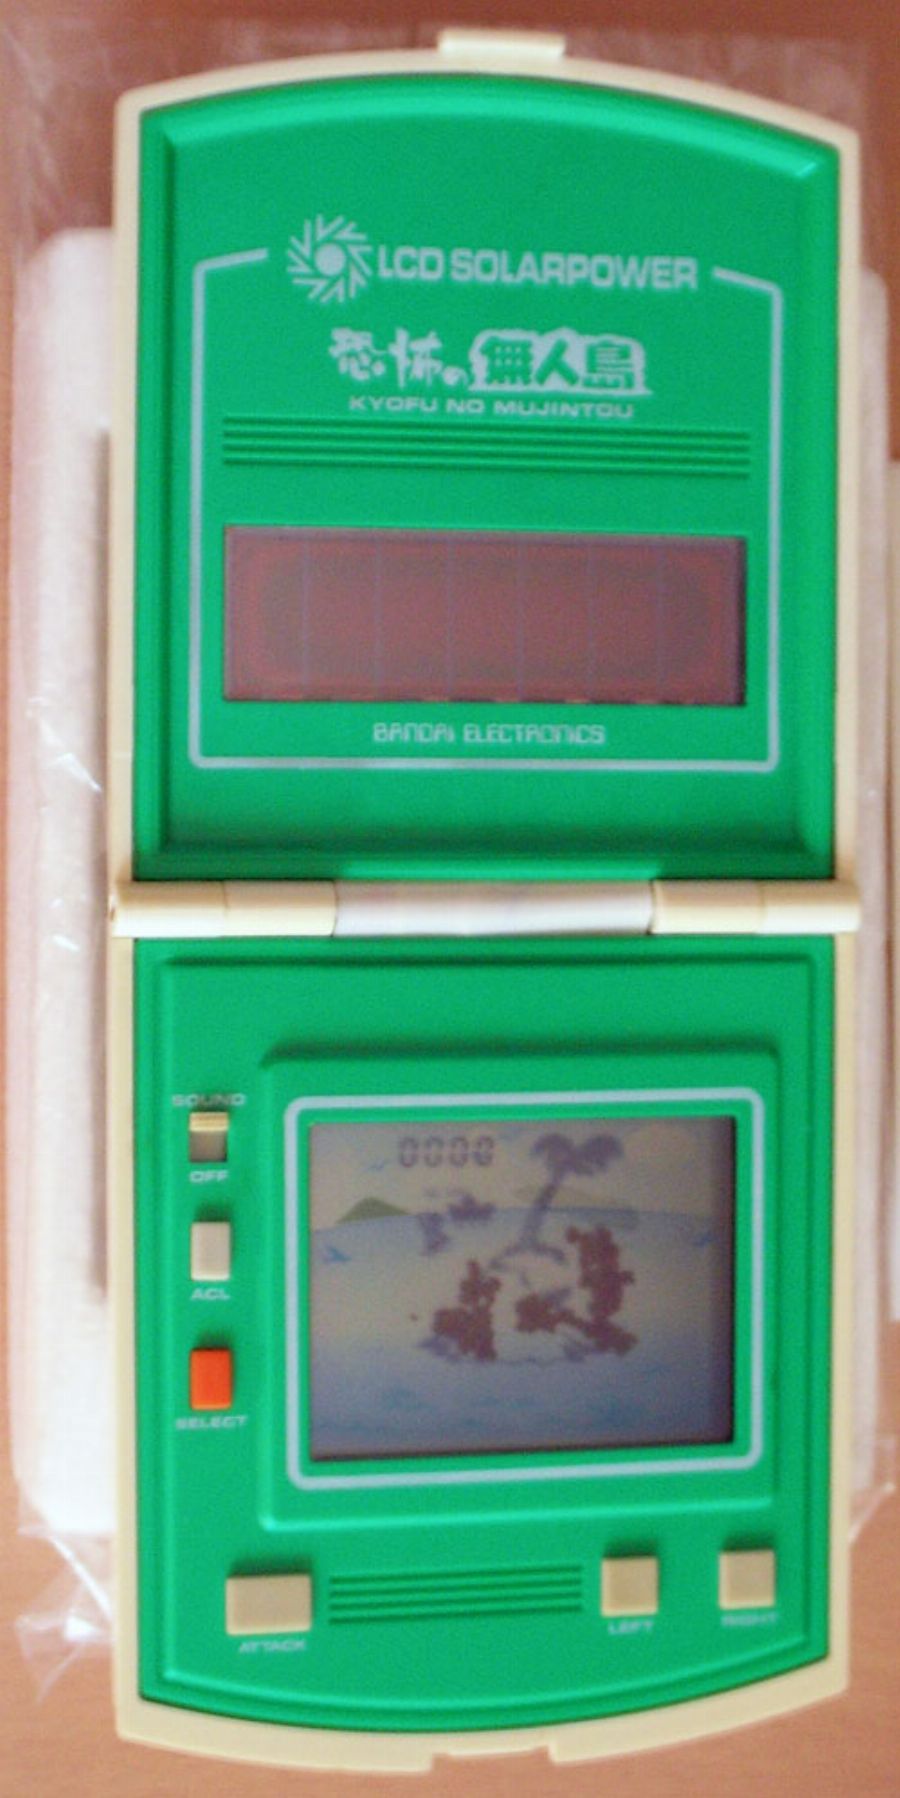 LCD SOLARPOWER
恐怖の無人島
KYOFU NO MUJINTOU
BANDAI ELECTRONICS
SOUND
OFF
0000
ACL
SELECT
ATTACK
LEFT
RIGHT